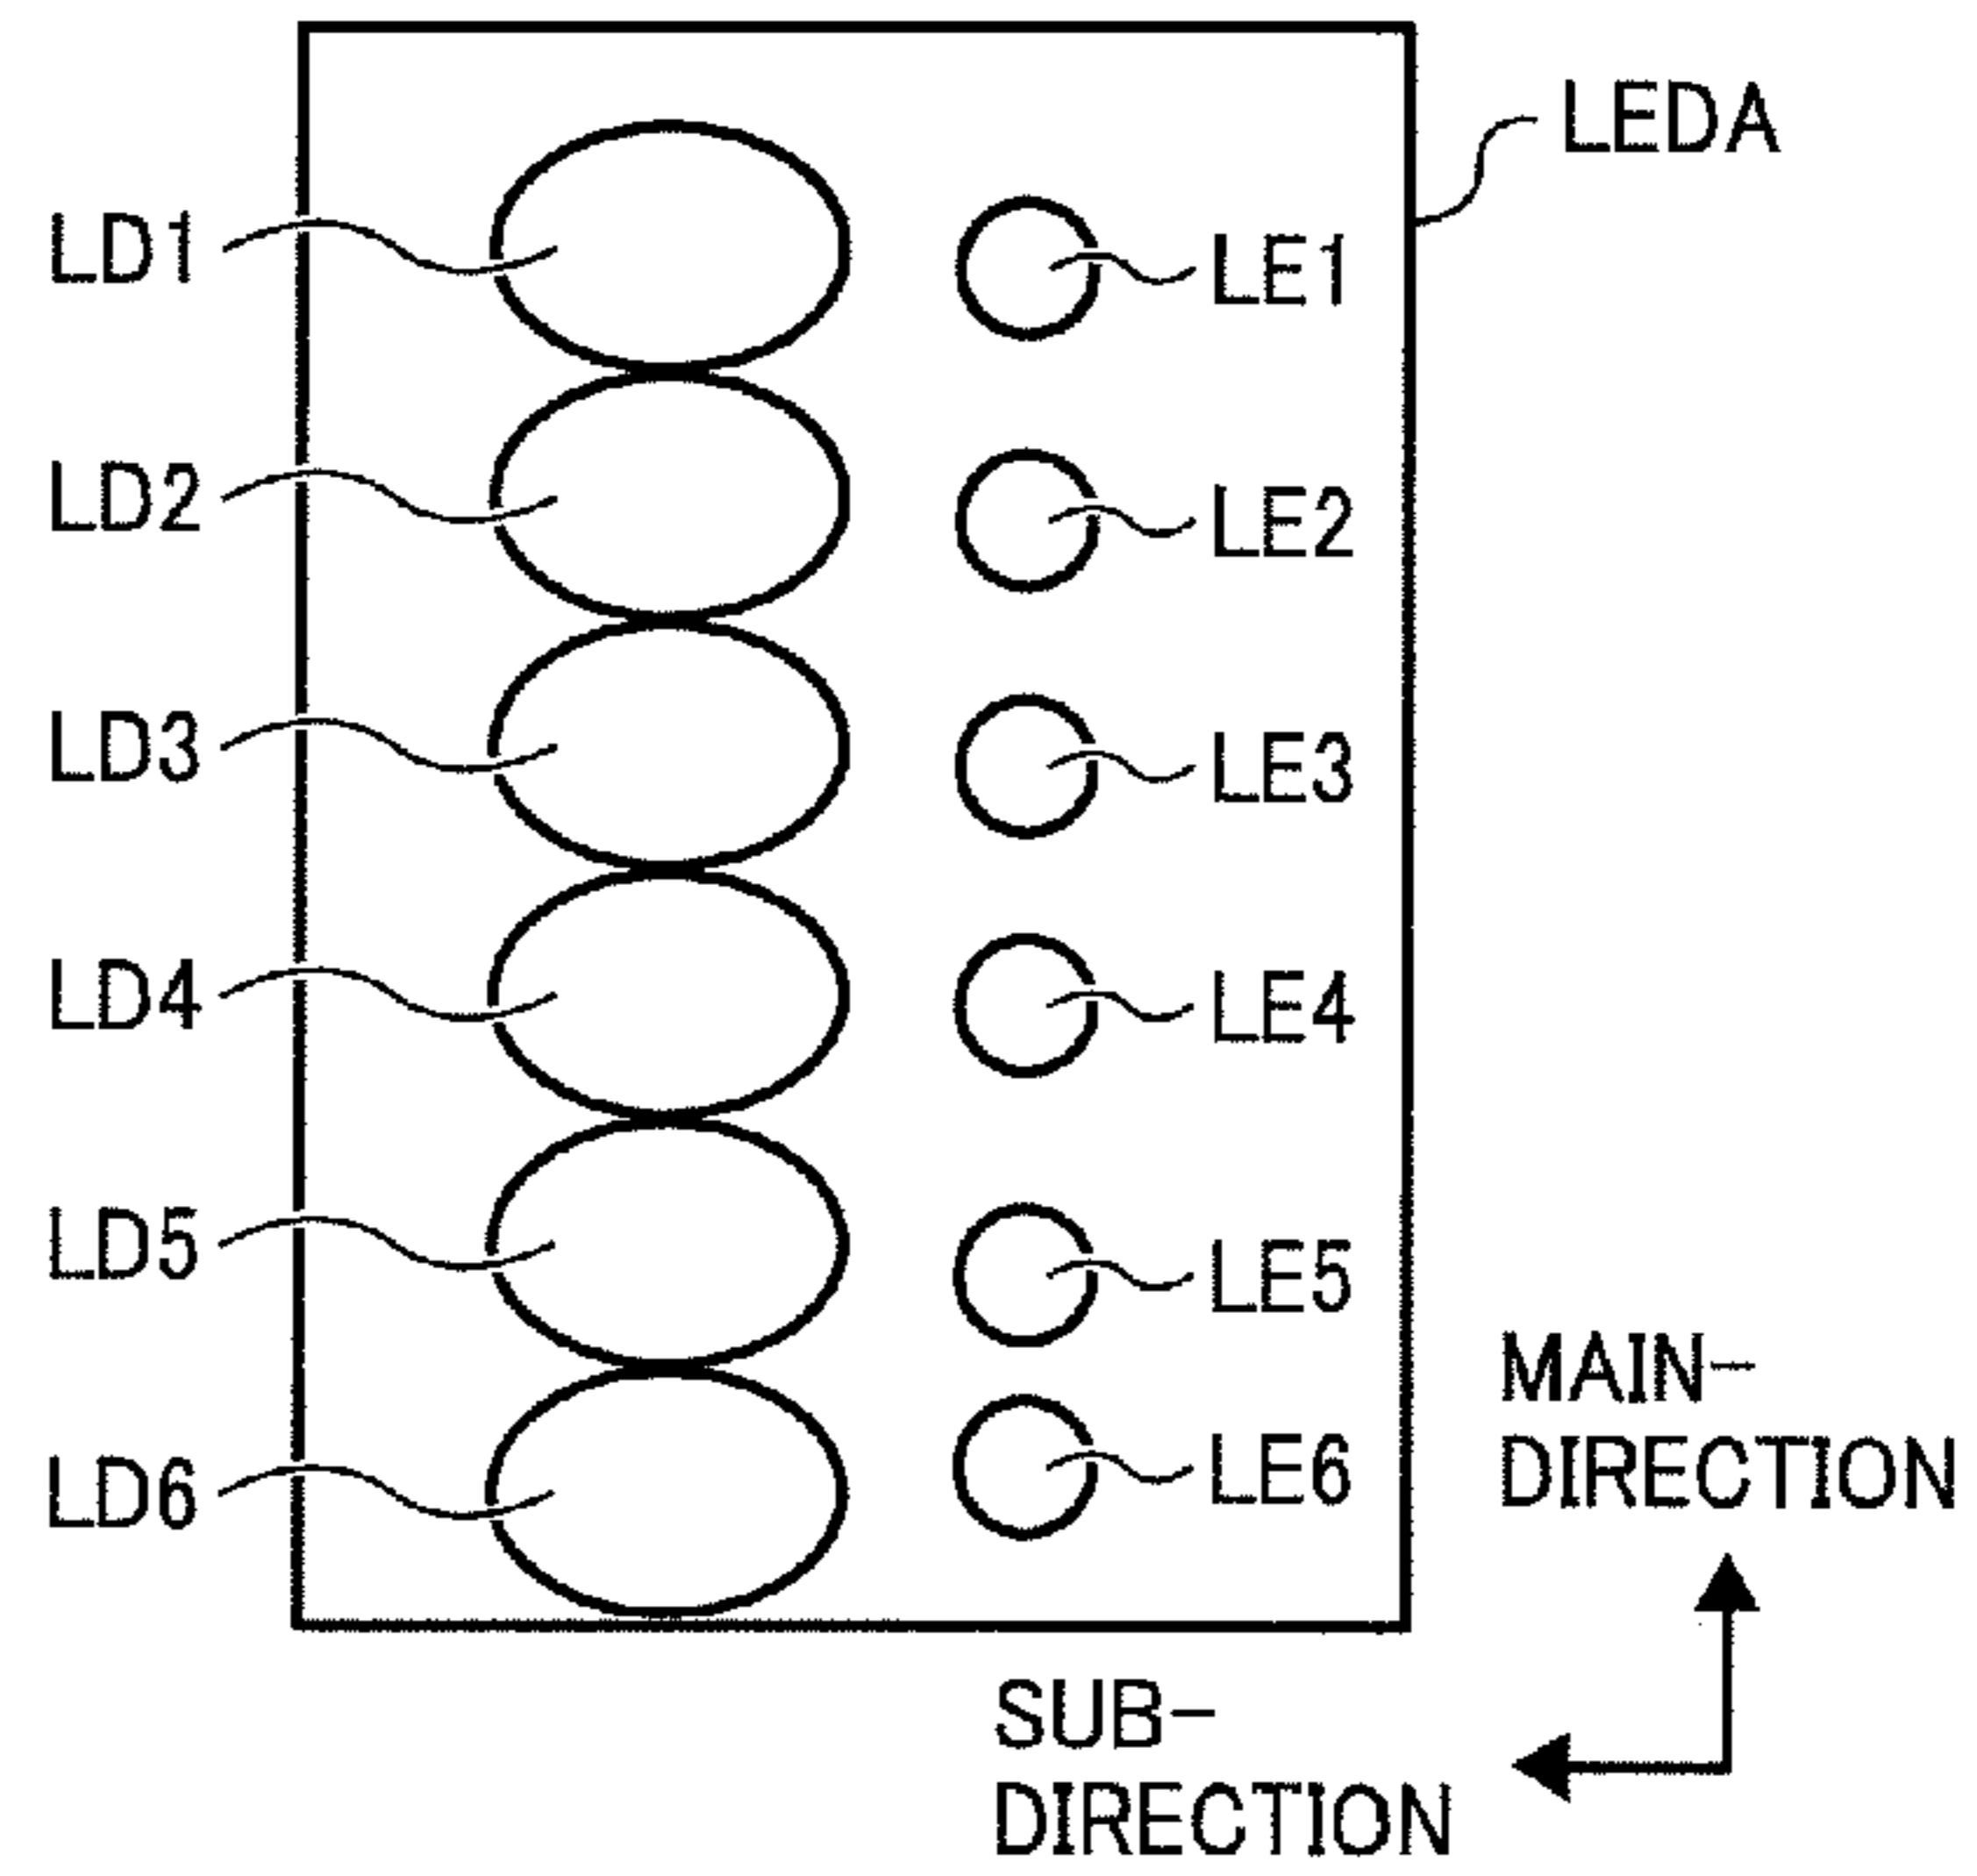 LEDA
LD1
LE1
LD2
LE2
LD3
LE3
LD4
LE4
LD5
LE5
LD6
LE6
MAIN-
DIRECTION
SUB-
DIRECTION